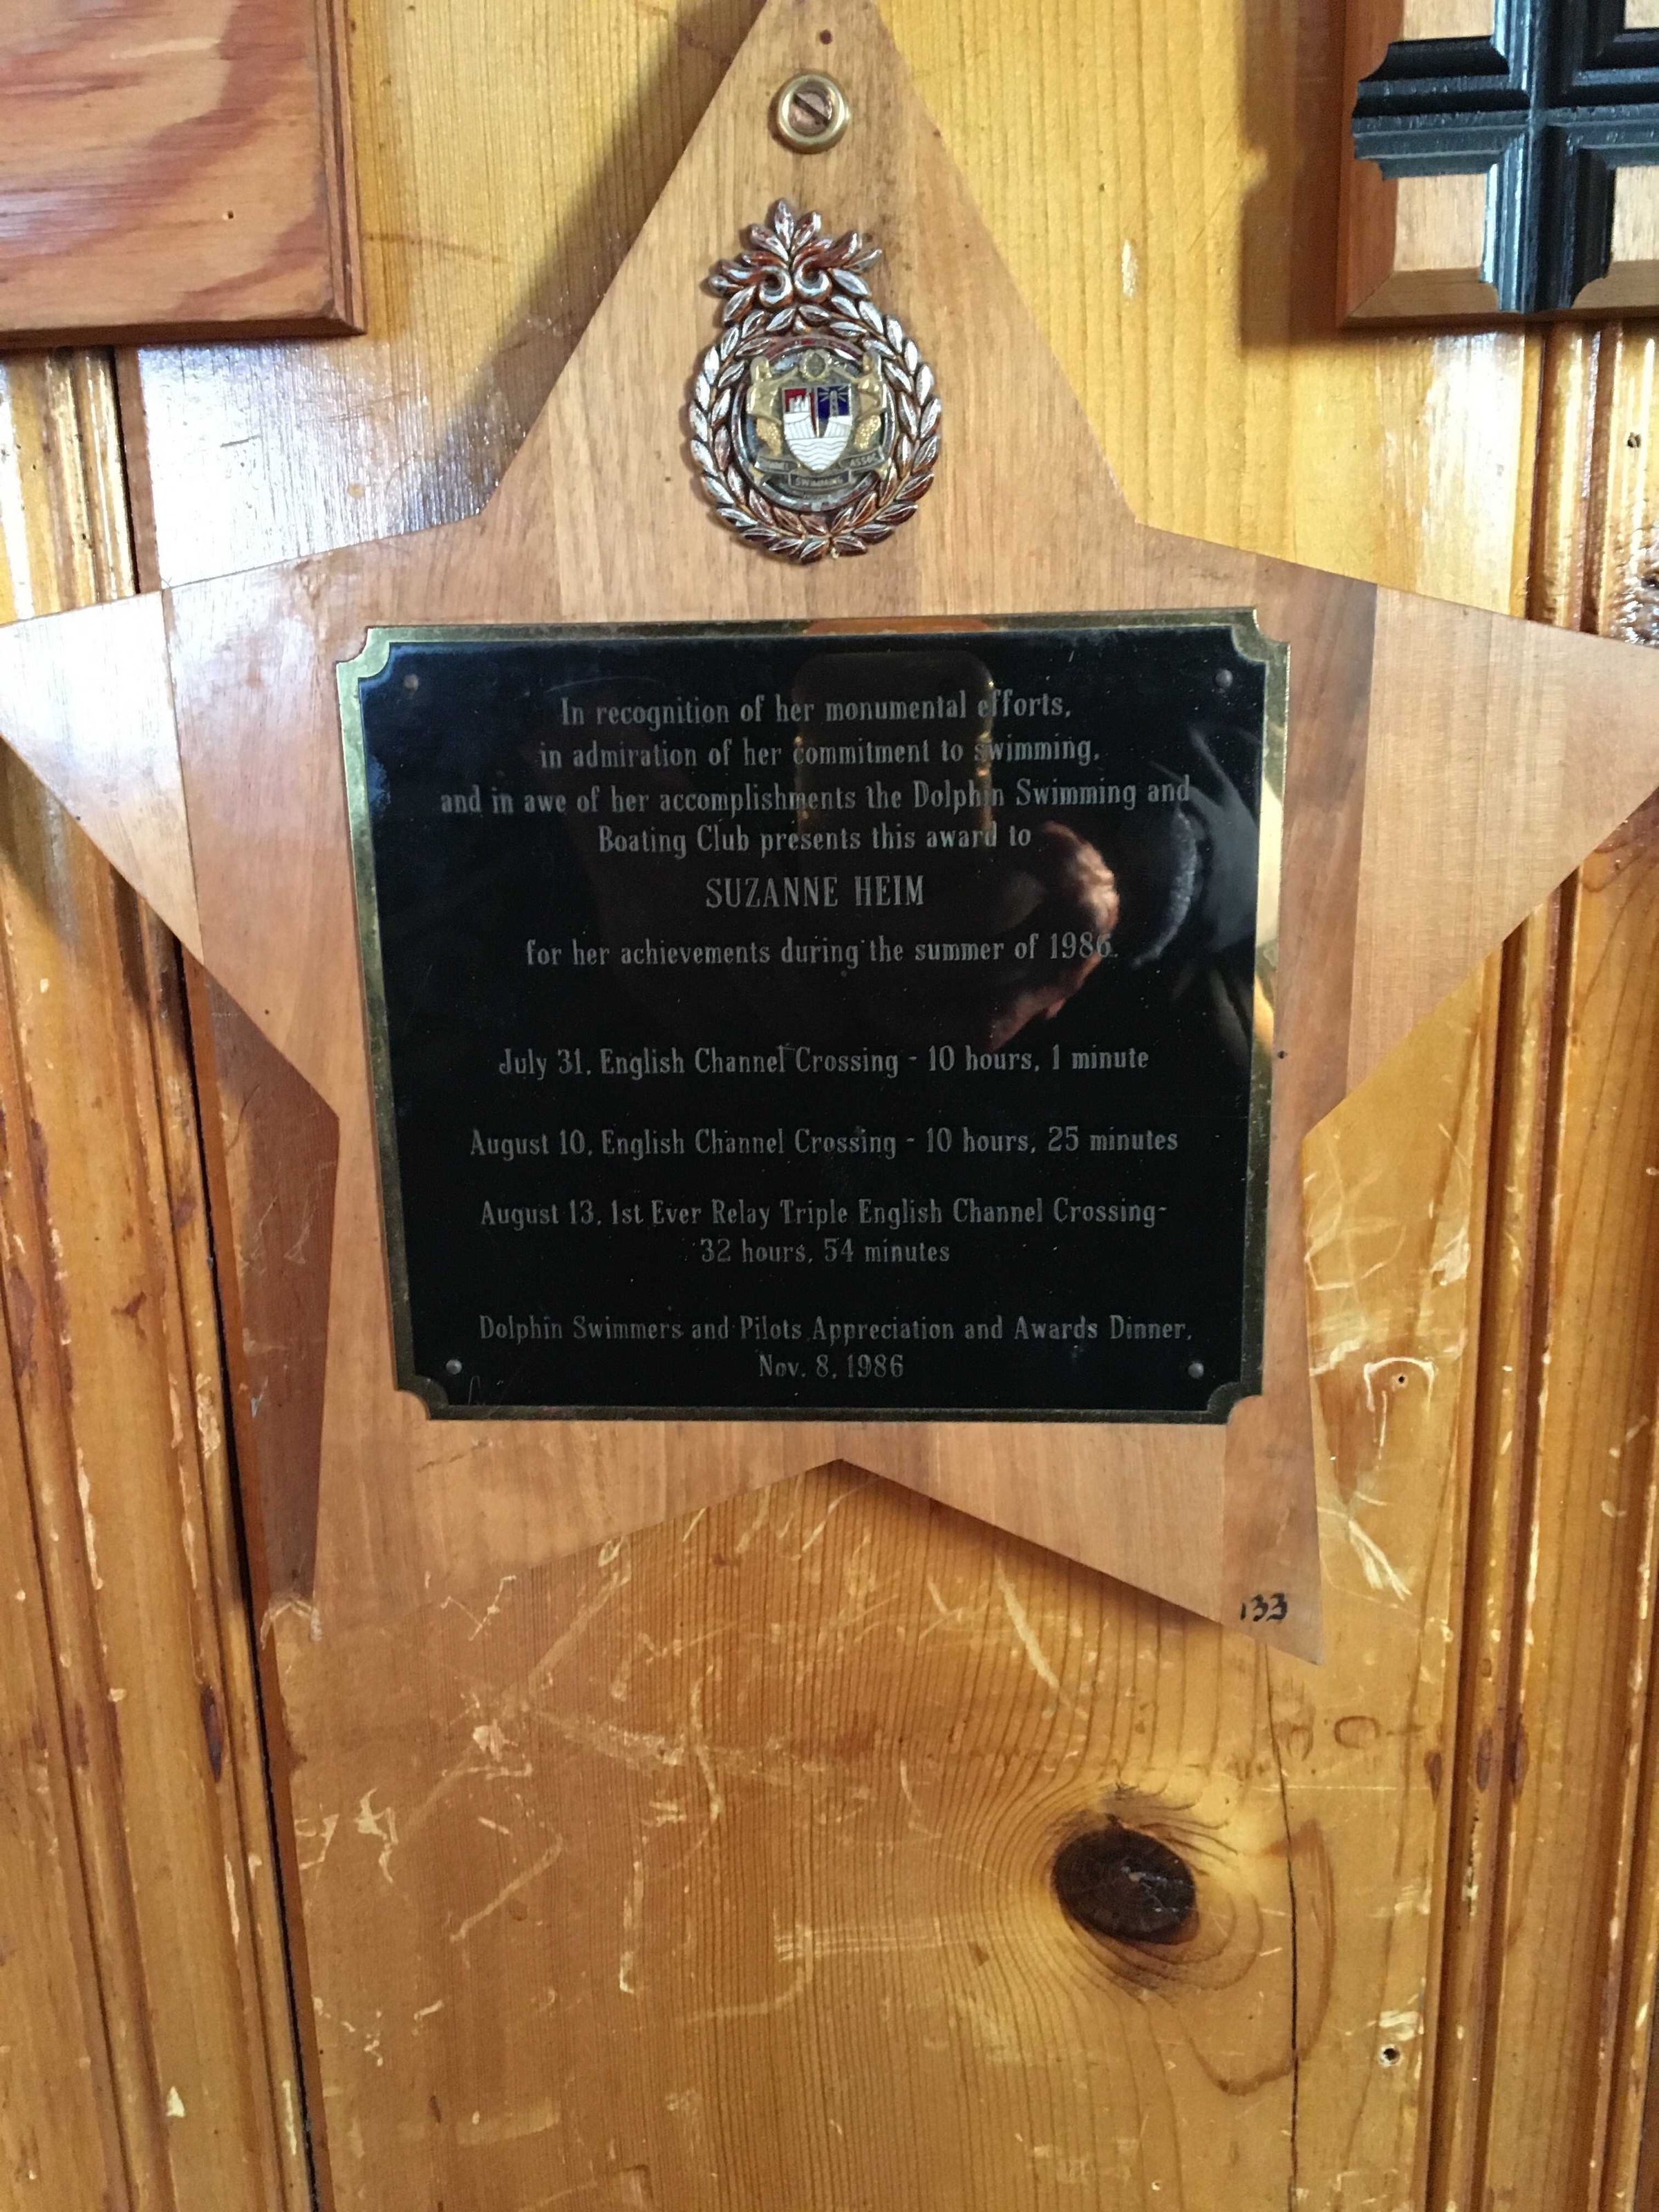 CHANNEL ASSOC.
SWIMMING
In recognition of her monumental efforts,
in admiration of her commitment to swimming,
and in awe of her accomplishments the Dolphin Swimming and
Boating Club presents this award to
SUZANNE HEIM
for her achievements during the summer of 1986.
July 31, English Channel Crossing - 10 hours, 1 minute
August 10, English Channel Crossing - 10 hours, 25 minutes
August 13, 1st Ever Relay Triple English Channel Crossing-
32 hours, 54 minutes
Dolphin Swimmers and Pilots Appreciation and Awards Dinner,
Nov. 8, 1986
133